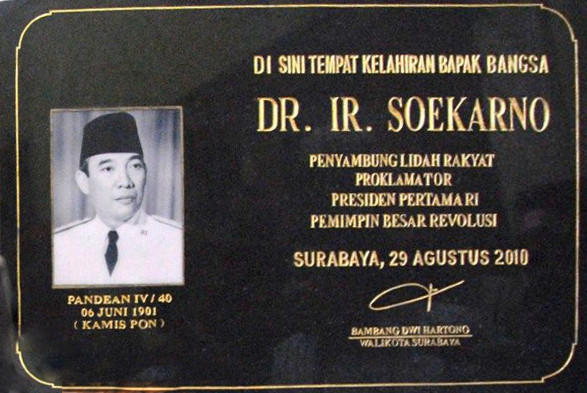 DI SINI TEMPAT KELAHIRAN BAPAK BANGSA
DR. IR. SOEKARNO
PENYAMBUNG LIDAH RAKYAT
PROKLAMATOR
PRESIDEN PERTAMA RI
PEMIMPIN BESAR REVOLUSI
SURABAYA, 29 AGUSTUS 2010
BAMBANG DWI HARTONO
WALIKOTA SURABAYA
PANDEAN IV / 40
06 JUNI 1901
( KAMIS PON )